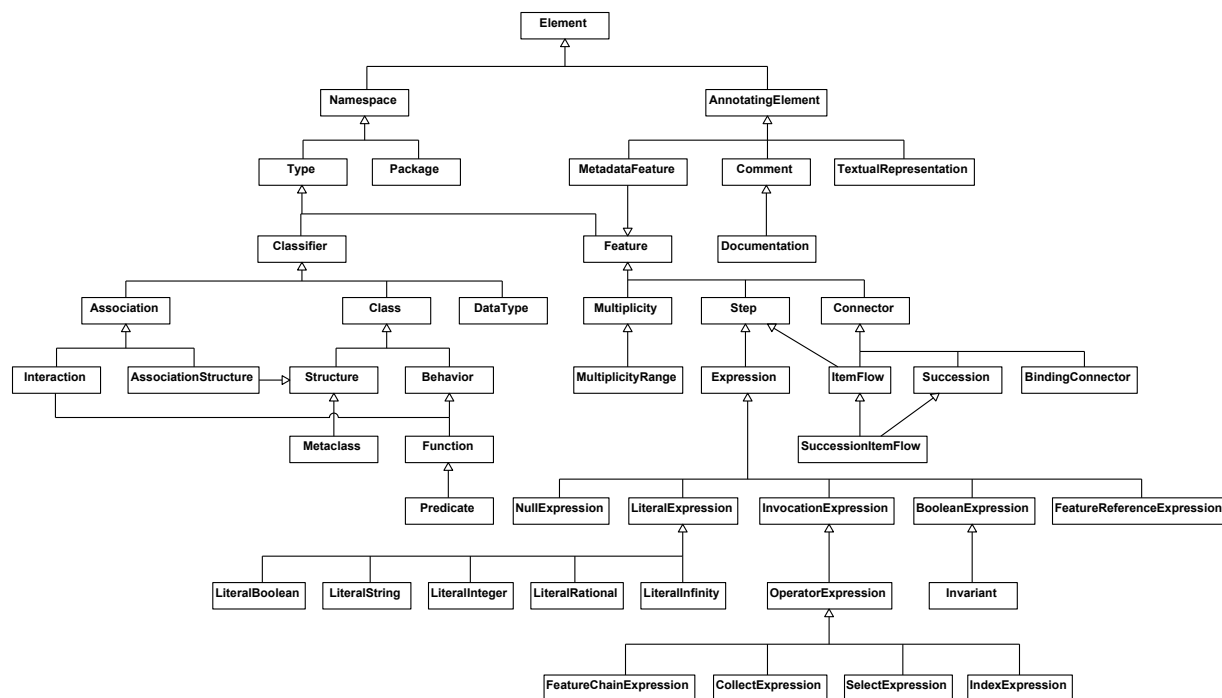 Element
Namespace
AnnotatingElement
Type
Package
MetadataFeature
Comment
TextualRepresentation
Classifier
Feature
Documentation
Association
Class
DataType
Multiplicity
Step
Connector
Interaction
AssociationStructure
Structure
Behavior
MultiplicityRange
Expression
ItemFlow
Succession
BindingConnector
Metaclass
Function
SuccessionItemFlow
Predicate
NullExpression
LiteralExpression
InvocationExpression
BooleanExpression
FeatureReferenceExpression
LiteralBoolean
LiteralString
LiteralInteger
LiteralRational
LiteralInfinity
OperatorExpression
Invariant
FeatureChainExpression
CollectExpression
SelectExpression
IndexExpression